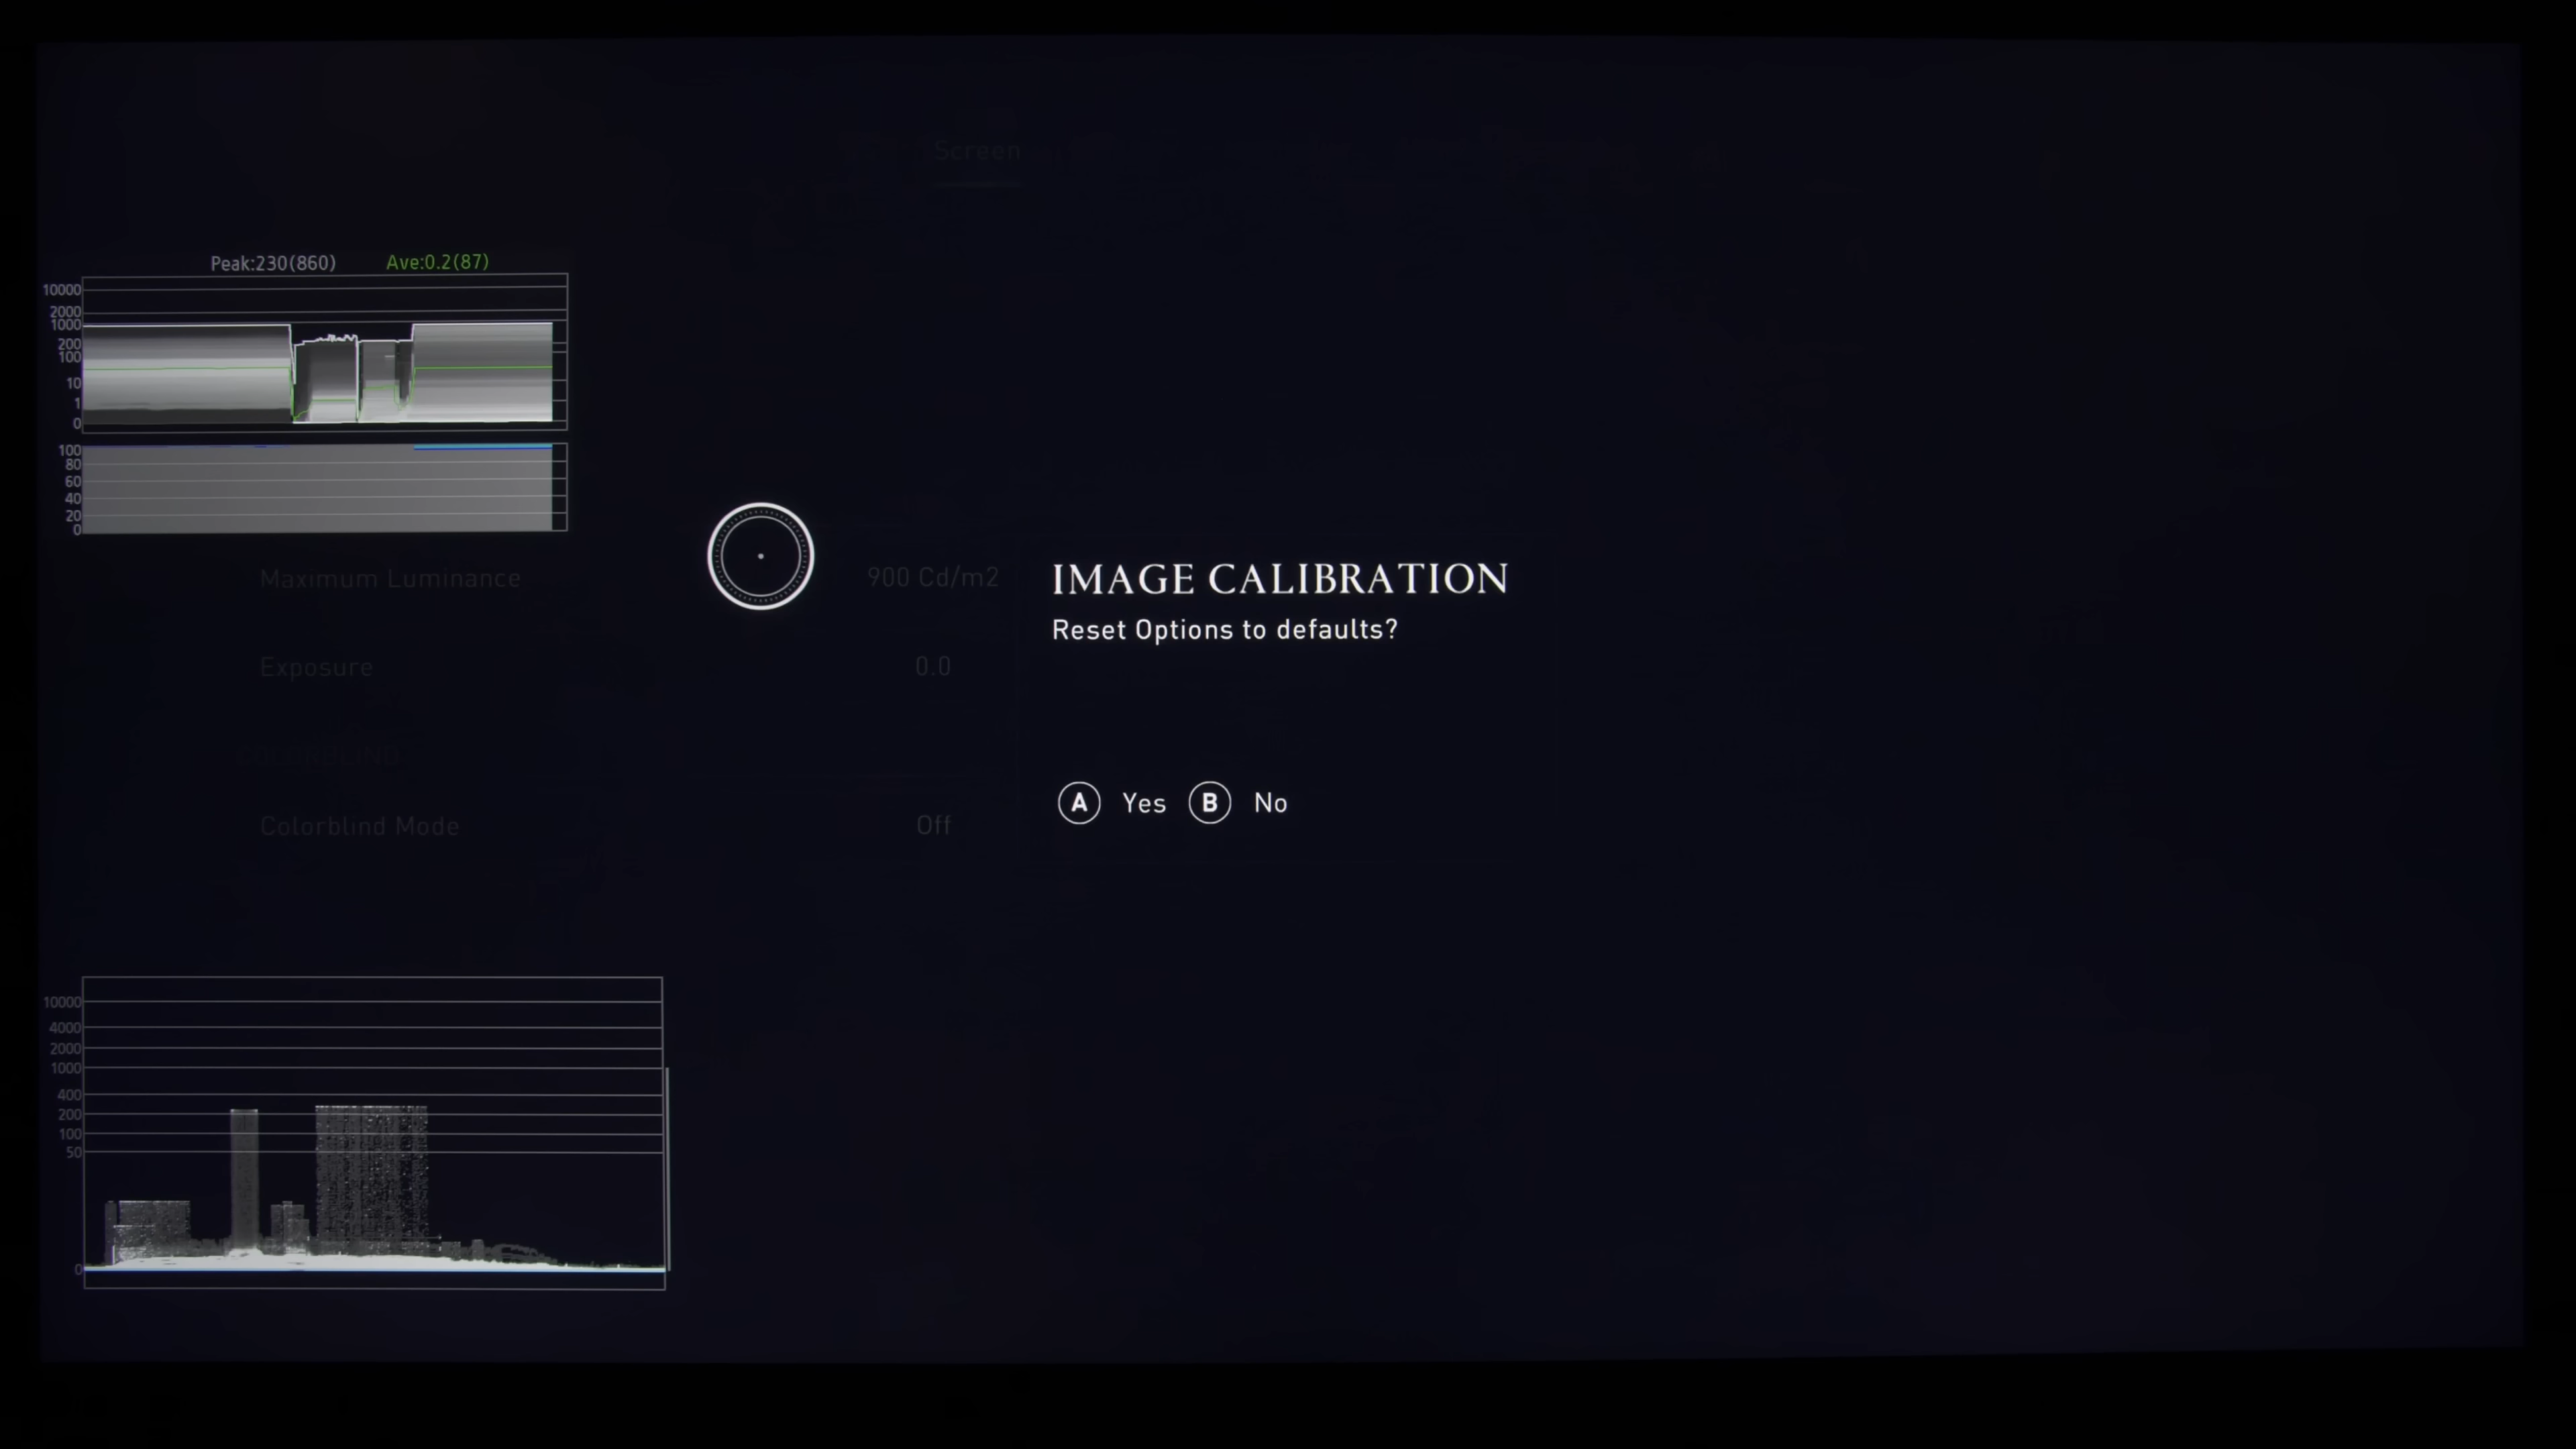 Screen
Peak:230(860) Ave:0.2(87)
10000
2000
1000
200
100
10
1
0
100
80
60
40
20
0
Maximum Luminance 900 Cd/m2
IMAGE CALIBRATION
Reset Options to defaults?
Exposure 0.0
A Yes B No
Colorblind Mode Off
10000
4000
2000
1000
400
200
100
50
0